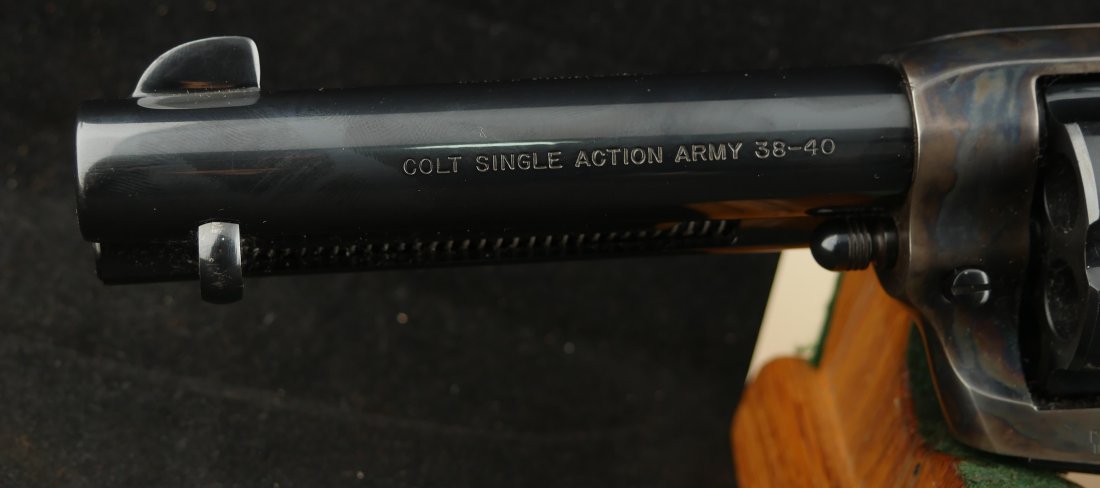 COLT SINGLE ACTION ARMY 38-40